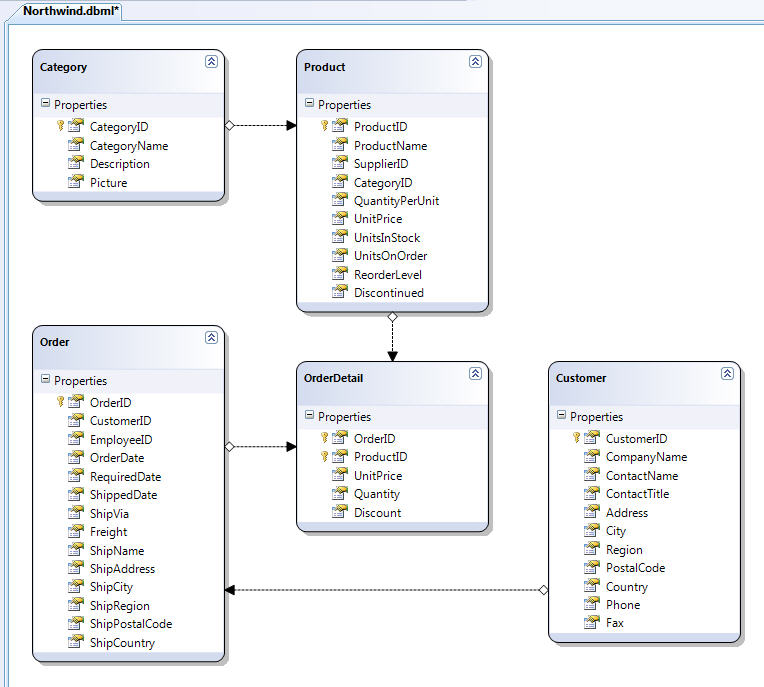 Northwind.dbml*
Category
Properties
CategoryID
CategoryName
Description
Picture
Product
Properties
ProductID
ProductName
SupplierID
CategoryID
QuantityPerUnit
UnitPrice
UnitsInStock
UnitsOnOrder
ReorderLevel
Discontinued
Order
Properties
OrderID
CustomerID
EmployeeID
OrderDate
RequiredDate
ShippedDate
ShipVia
Freight
ShipName
ShipAddress
ShipCity
ShipRegion
ShipPostalCode
ShipCountry
OrderDetail
Properties
OrderID
ProductID
UnitPrice
Quantity
Discount
Customer
Properties
CustomerID
CompanyName
ContactName
ContactTitle
Address
City
Region
PostalCode
Country
Phone
Fax